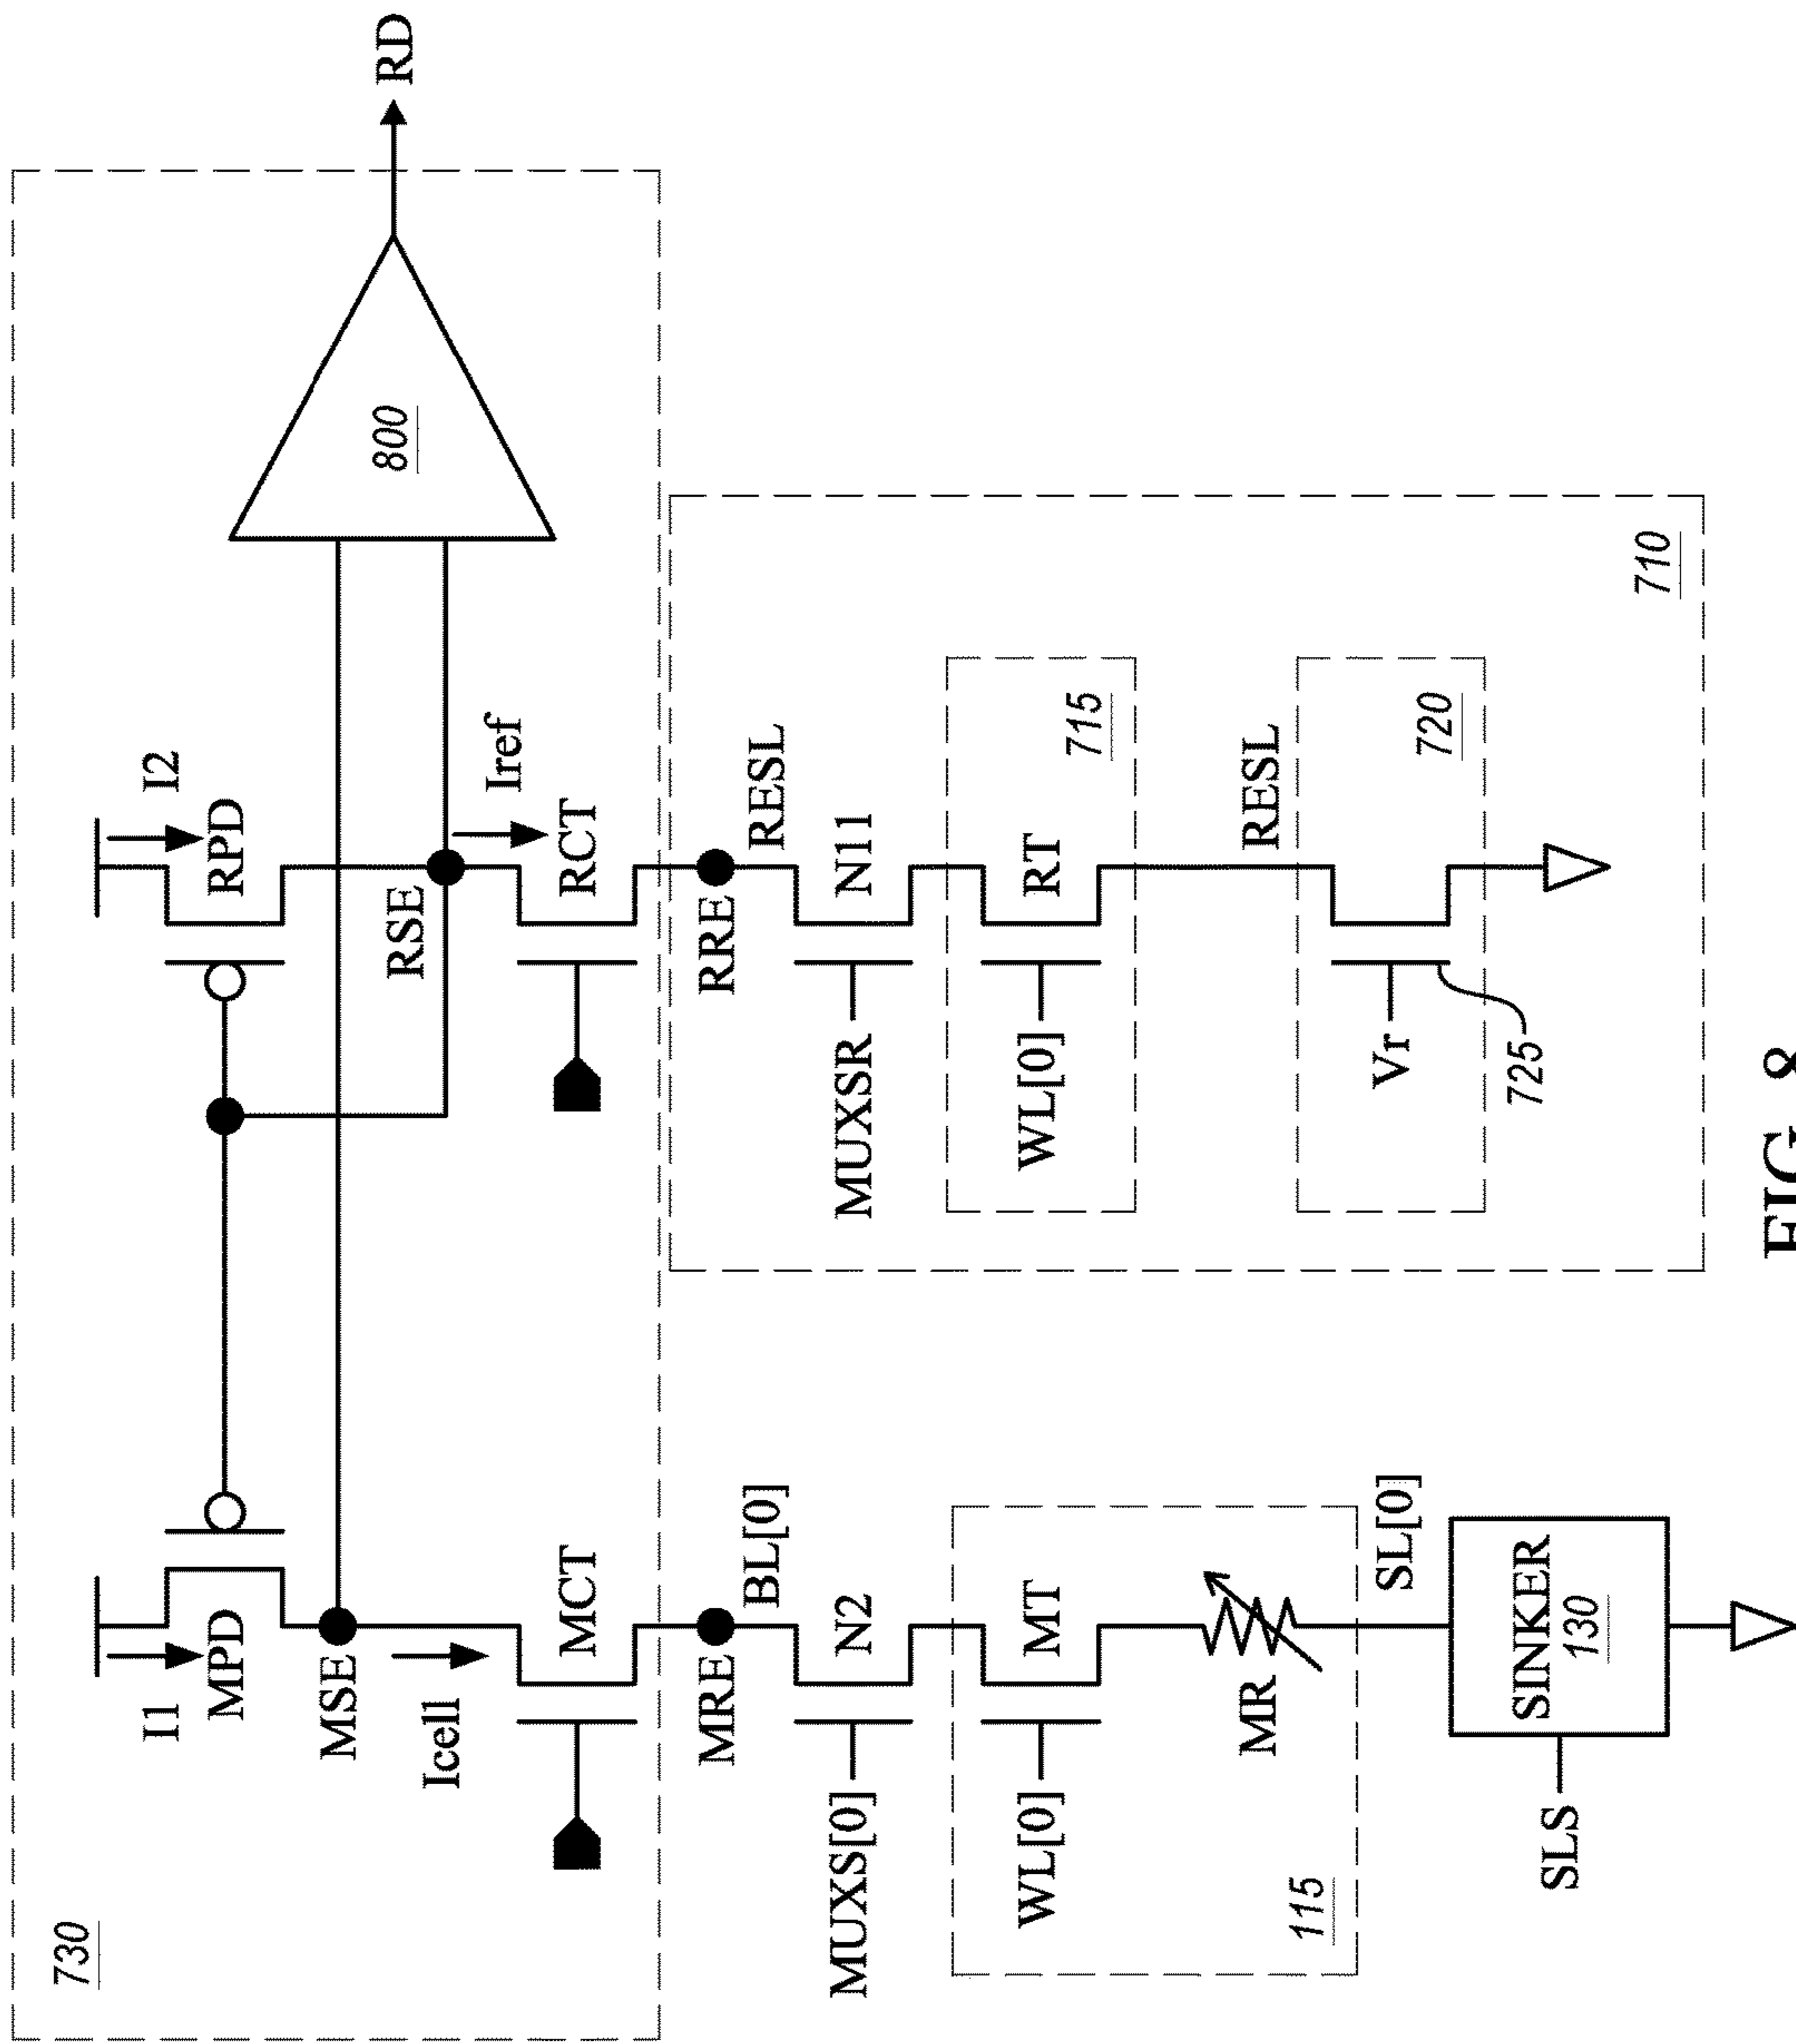 730
I1
MPD
I2
RPD
MSE
RSE
800
RD
Icell
Iref
MCT
RCT
MRE
BL[0]
RRE
RESL
MUXS[0]
N2
MUXSR
N11
WL[0]
MT
WL[0]
RT
715
MR
115
SL[0]
RESL
Vr
720
725
SLS
SINKER
130
710